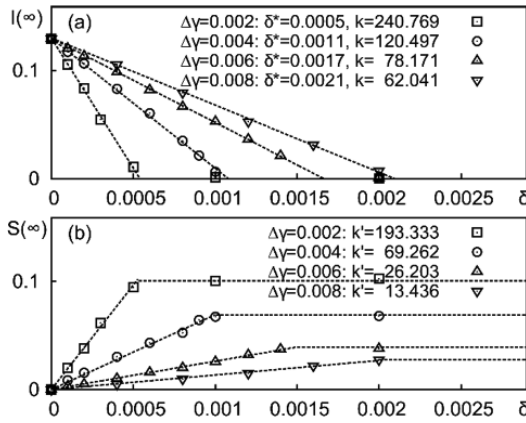 I(∞)
(a)
Δγ=0.002: δ*=0.0005, k=240.769
Δγ=0.004: δ*=0.0011, k=120.497
Δγ=0.006: δ*=0.0017, k= 78.171
Δγ=0.008: δ*=0.0021, k= 62.041
0.1
0
0 0.0005 0.001 0.0015 0.002 0.0025 δ
S(∞)
(b)
Δγ=0.002: k'=193.333
Δγ=0.004: k'= 69.262
Δγ=0.006: k'= 26.203
Δγ=0.008: k'= 13.436
0.1
0
0 0.0005 0.001 0.0015 0.002 0.0025 δ